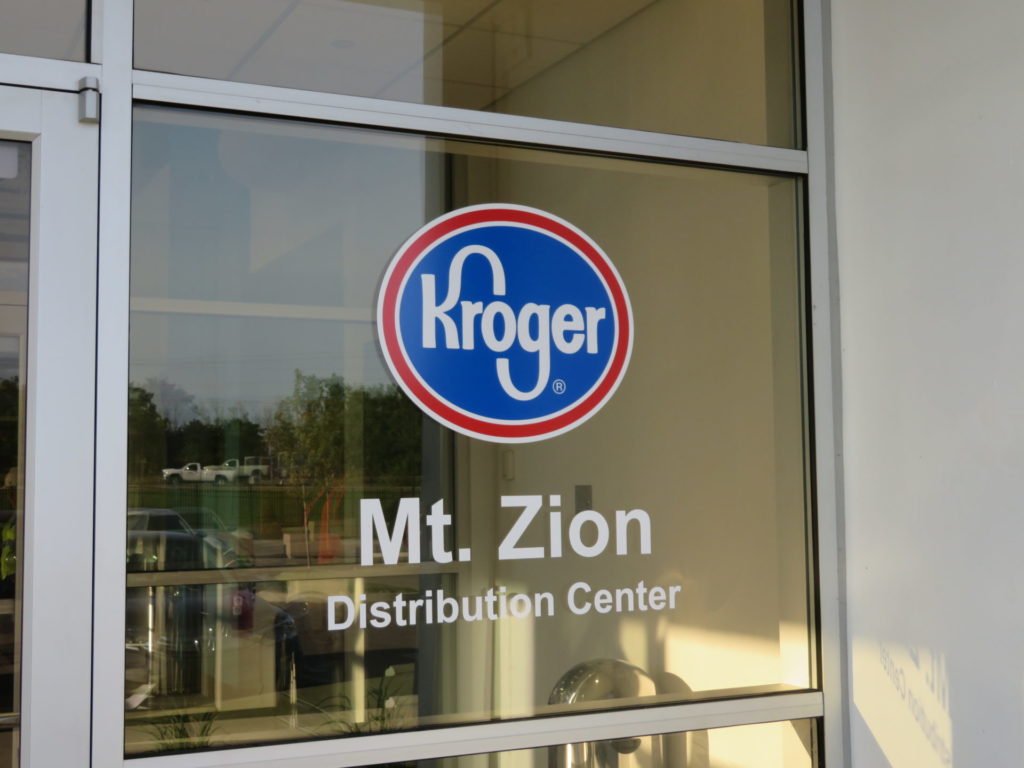 Kroger®
Mt. Zion
Distribution Center